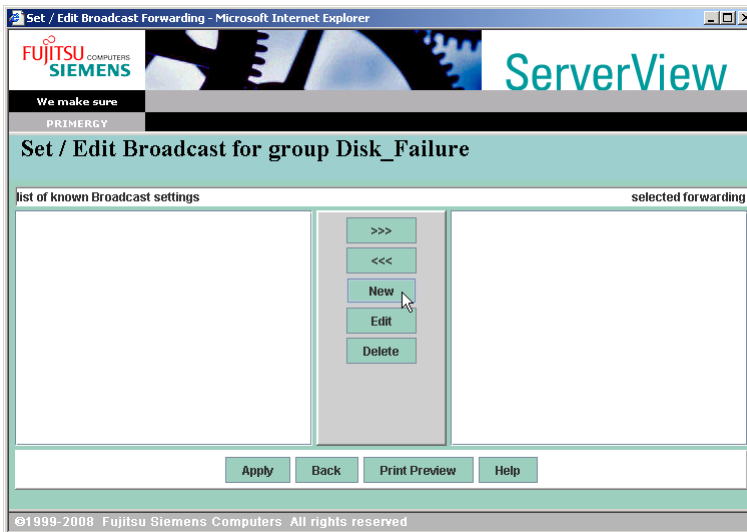 Set / Edit Broadcast Forwarding - Microsoft Internet Explorer
FUJITSU COMPUTERS
SIEMENS
ServerView
We make sure
PRIMERGY
Set / Edit Broadcast for group Disk_Failure
list of known Broadcast settings selected forwarding
>>>
<<<
New
Edit
Delete
Apply Back Print Preview Help
©1999-2008 Fujitsu Siemens Computers All rights reserved